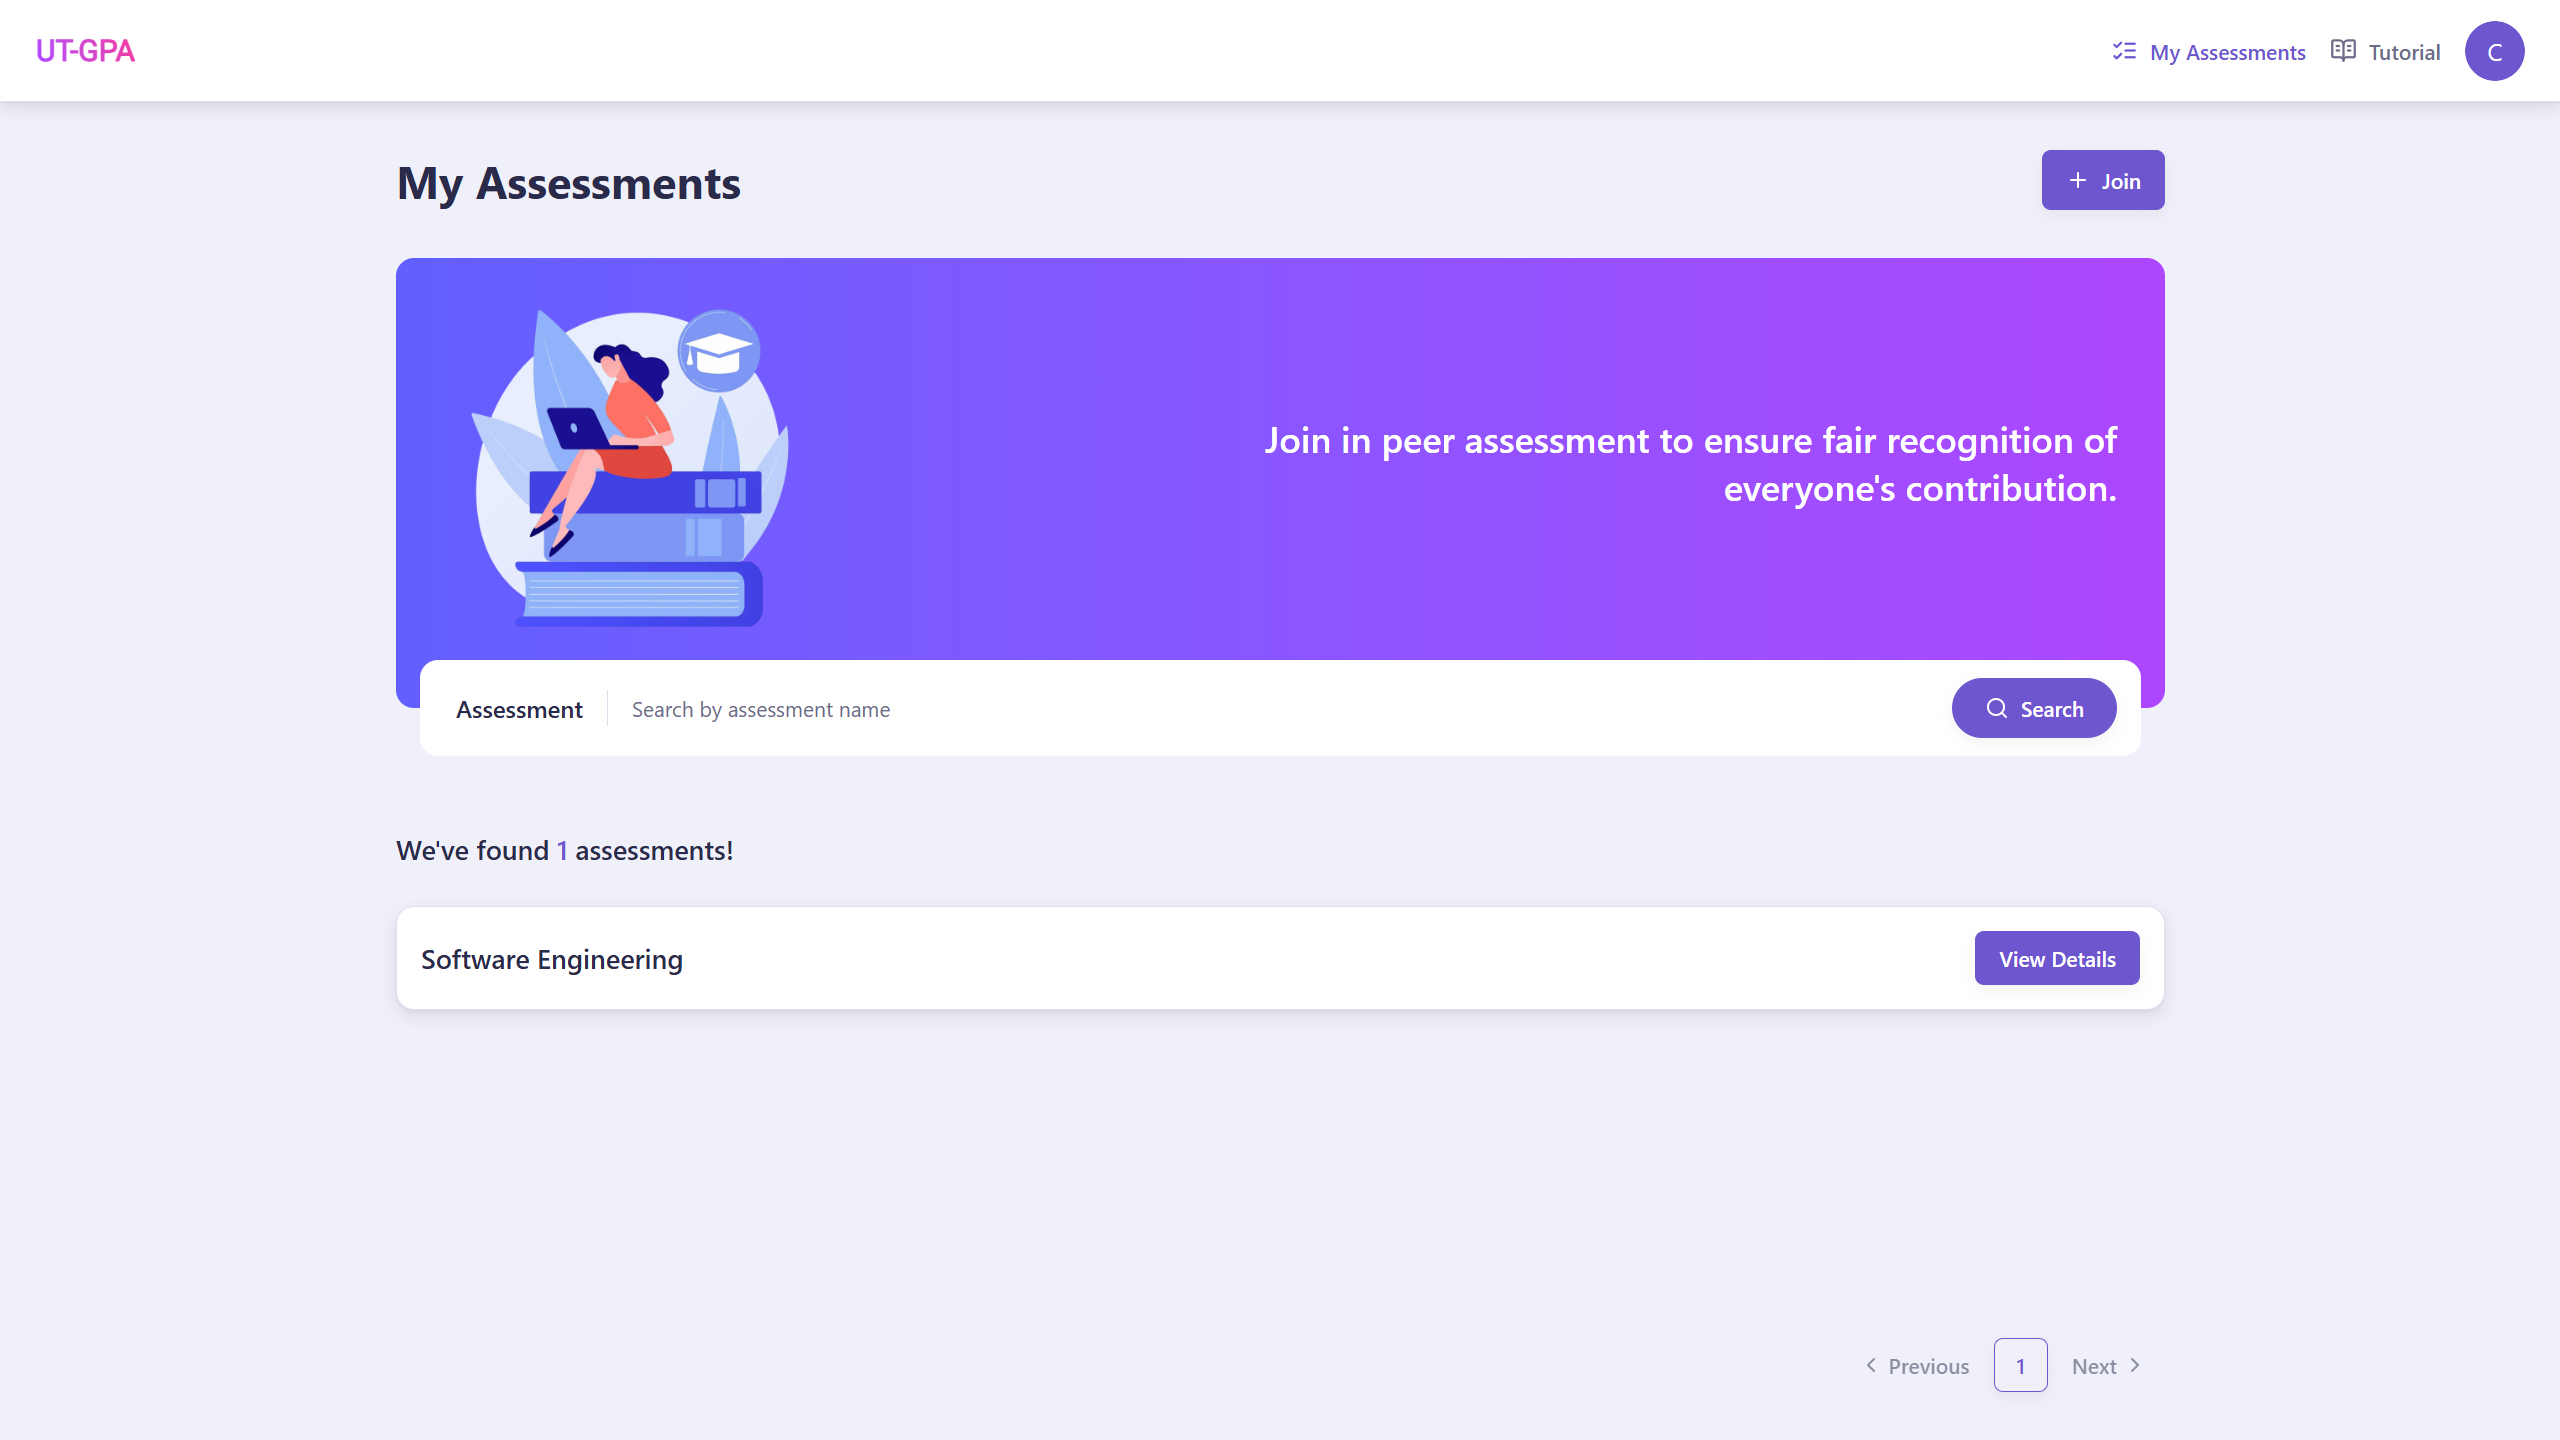 UT-GPA
My Assessments
Tutorial
C
My Assessments
Join
Join in peer assessment to ensure fair recognition of
everyone's contribution.
Assessment
Search by assessment name
Search
We've found 1 assessments!
Software Engineering
View Details
Previous
1
Next